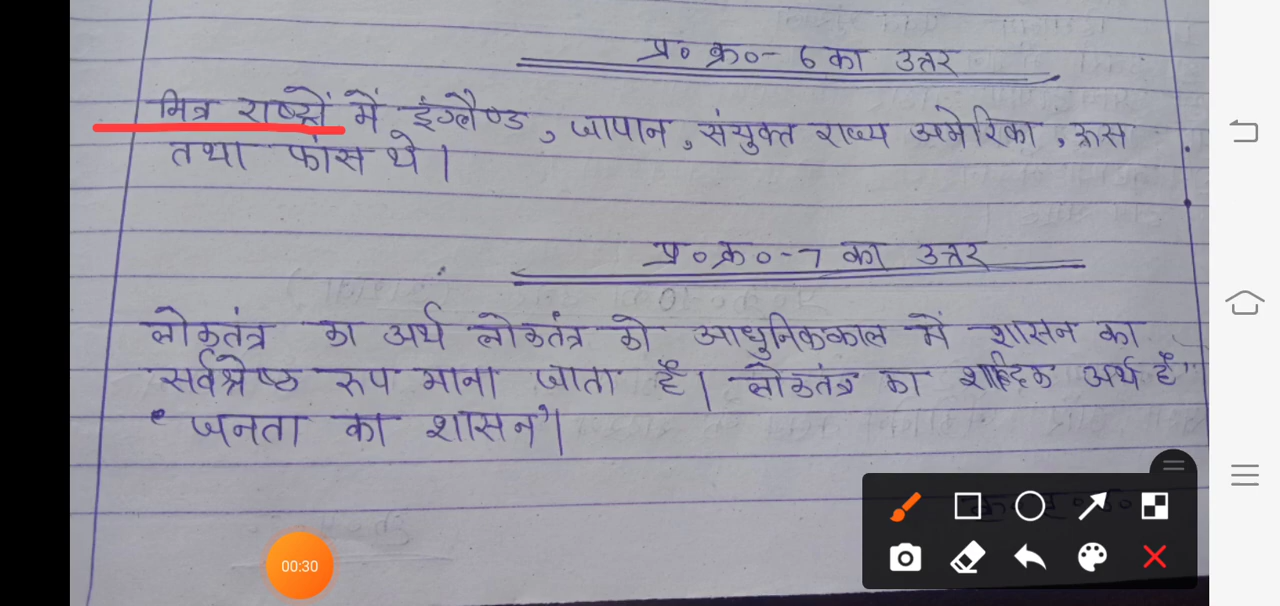 प्र० क्र०- 6 का उत्तर
मित्र राष्ट्रों में इंग्लैण्ड, जापान, संयुक्त राज्य अमेरिका, रूस
तथा फ्रांस थे।
प्र० क्र०-7 का उत्तर
लोकतंत्र का अर्थ लोकतंत्र को आधुनिककाल में शासन का
सर्वश्रेष्ठ रूप माना जाता है। लोकतंत्र का शाब्दिक अर्थ है"
"जनता का शासन"।
00:30